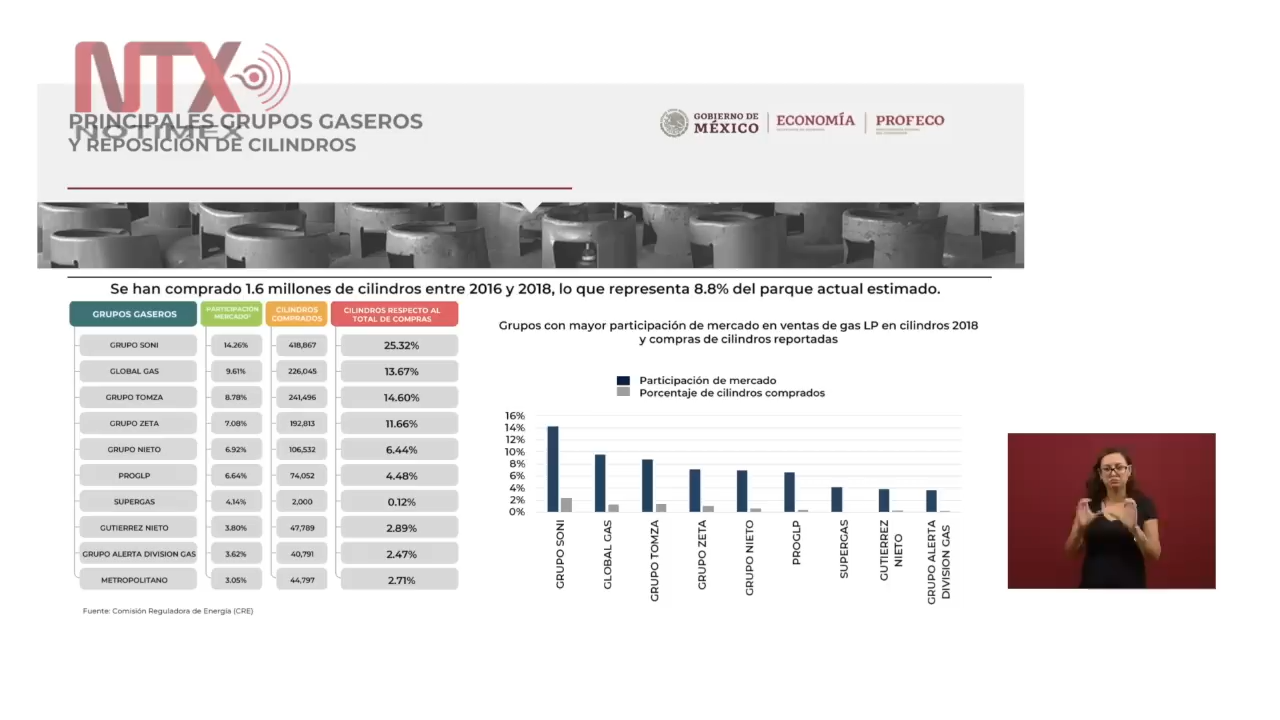 NTX
NOTIMEX
PRINCIPALES GRUPOS GASEROS
Y REPOSICIÓN DE CILINDROS
GOBIERNO DE
MÉXICO
ECONOMÍA
PROFECO
Se han comprado 1.6 millones de cilindros entre 2016 y 2018, lo que representa 8.8% del parque actual estimado.
GRUPOS GASEROS
PARTICIPACIÓN
MERCADO
CILINDROS
COMPRADOS
CILINDROS RESPECTO AL
TOTAL DE COMPRAS
GRUPO SONI 14.26% 418,867 25.32%
GLOBAL GAS 9.61% 226,045 13.67%
GRUPO TOMZA 8.78% 241,496 14.60%
GRUPO ZETA 7.08% 192,813 11.66%
GRUPO NIETO 6.92% 106,532 6.44%
PROGLP 6.64% 74,052 4.48%
SUPERGAS 4.14% 2,000 0.12%
GUTIERREZ NIETO 3.80% 47,789 2.89%
GRUPO ALERTA DIVISION GAS 3.62% 40,791 2.47%
METROPOLITANO 3.05% 44,797 2.71%
Fuente: Comisión Reguladora de Energía (CRE)
Grupos con mayor participación de mercado en ventas de gas LP en cilindros 2018
y compras de cilindros reportadas
Participación de mercado
Porcentaje de cilindros comprados
16%
14%
12%
10%
8%
6%
4%
2%
0%
GRUPO SONI
GLOBAL GAS
GRUPO TOMZA
GRUPO ZETA
GRUPO NIETO
PROGLP
SUPERGAS
GUTIERREZ
NIETO
GRUPO ALERTA
DIVISION GAS